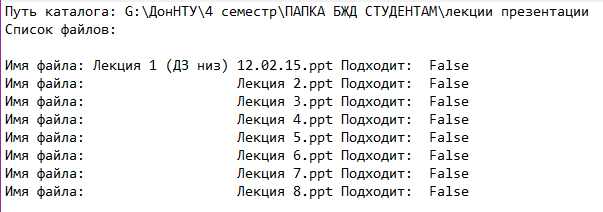 Путь каталога: G:\ДонНТУ\4 семестр\ПАПКА БЖД СТУДЕНТАМ\лекции презентации
Список файлов:
Имя файла: Лекция 1 (ДЗ низ) 12.02.15.ppt Подходит: False
Имя файла: Лекция 2.ppt Подходит: False
Имя файла: Лекция 3.ppt Подходит: False
Имя файла: Лекция 4.ppt Подходит: False
Имя файла: Лекция 5.ppt Подходит: False
Имя файла: Лекция 6.ppt Подходит: False
Имя файла: Лекция 7.ppt Подходит: False
Имя файла: Лекция 8.ppt Подходит: False